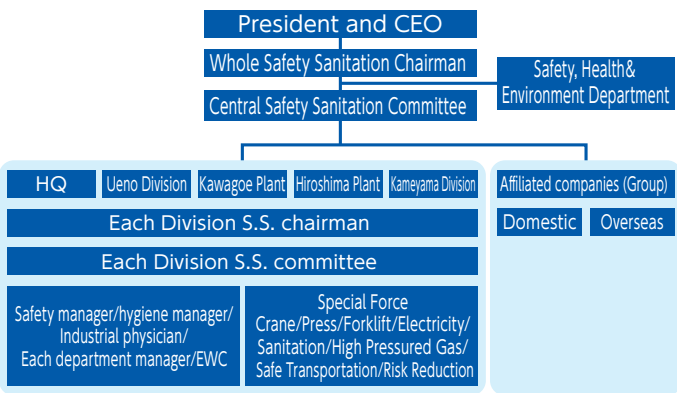 President and CEO
Whole Safety Sanitation Chairman
Safety, Health&
Environment Department
Central Safety Sanitation Committee
HQ
Ueno Division
Kawagoe Plant
Hiroshima Plant
Kameyama Division
Affiliated companies (Group)
Each Division S.S. chairman
Domestic
Overseas
Each Division S.S. committee
Safety manager/hygiene manager/
Industrial physician/
Each department manager/EWC
Special Force
Crane/Press/Forklift/Electricity/
Sanitation/High Pressured Gas/
Safe Transportation/Risk Reduction